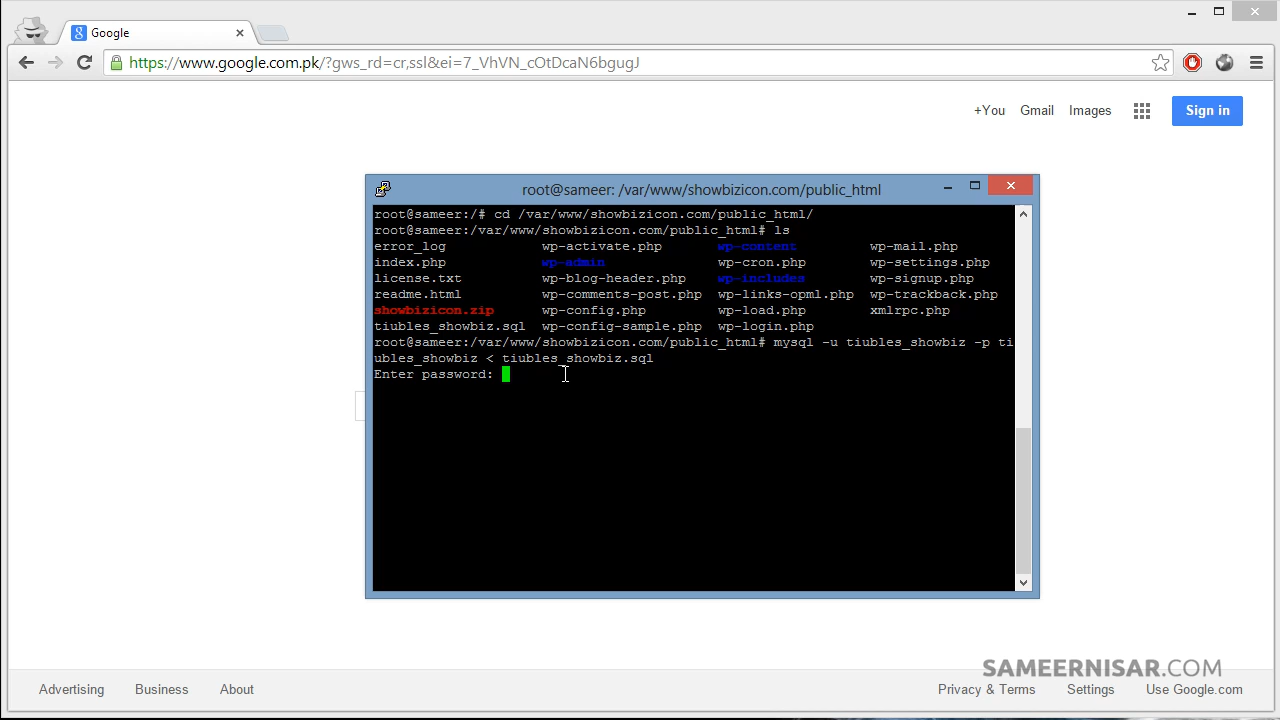 Google
https://www.google.com.pk/?gws_rd=cr,ssl&ei=7_VhVN_cOtDcaN6bgugJ
+You Gmail Images Sign in
root@sameer: /var/www/showbizicon.com/public_html
root@sameer:/# cd /var/www/showbizicon.com/public_html/
root@sameer:/var/www/showbizicon.com/public_html# ls
error_log wp-activate.php wp-content wp-mail.php
index.php wp-admin wp-cron.php wp-settings.php
license.txt wp-blog-header.php wp-includes wp-signup.php
readme.html wp-comments-post.php wp-links-opml.php wp-trackback.php
showbizicon.zip wp-config.php wp-load.php xmlrpc.php
tiubles_showbiz.sql wp-config-sample.php wp-login.php
root@sameer:/var/www/showbizicon.com/public_html# mysql -u tiubles_showbiz -p ti
ubles_showbiz < tiubles_showbiz.sql
Enter password:
SAMEERNISAR.COM
Advertising Business About Privacy & Terms Settings Use Google.com